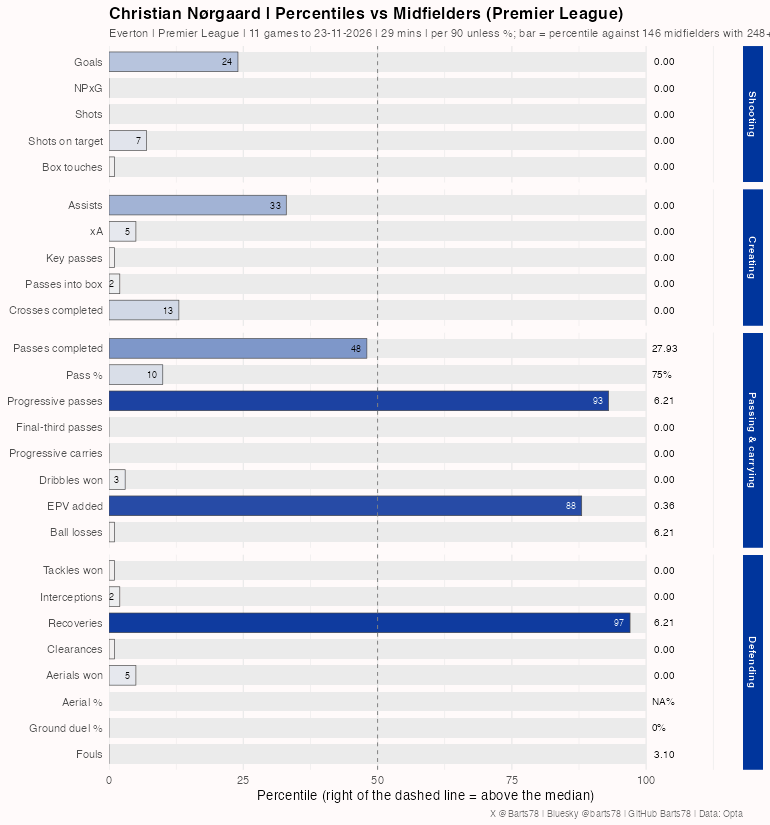 Christian Nørgaard | Percentiles vs Midfielders (Premier League)
Everton | Premier League | 11 games to 23-11-2026 | 29 mins | per 90 unless %; bar = percentile against 146 midfielders with 248+
Shooting
Goals 24 0.00
NPxG 0.00
Shots 0.00
Shots on target 7 0.00
Box touches 0.00
Creating
Assists 33 0.00
xA 5 0.00
Key passes 0.00
Passes into box 2 0.00
Crosses completed 13 0.00
Passing & carrying
Passes completed 48 27.93
Pass % 10 75%
Progressive passes 93 6.21
Final-third passes 0.00
Progressive carries 0.00
Dribbles won 3 0.00
EPV added 88 0.36
Ball losses 6.21
Defending
Tackles won 0.00
Interceptions 2 0.00
Recoveries 97 6.21
Clearances 0.00
Aerials won 5 0.00
Aerial % NA%
Ground duel % 0%
Fouls 3.10
0 25 50 75 100
Percentile (right of the dashed line = above the median)
X @Barts78 | Bluesky @barts78 | GitHub Barts78 | Data: Opta